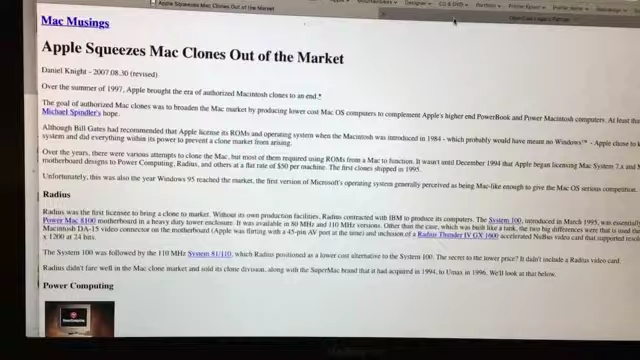 Apple Squeezes Mac Clones Out of the Market
Mac Musings
Apple Squeezes Mac Clones Out of the Market
Daniel Knight - 2007.08.30 (revised)
Over the summer of 1997, Apple brought the era of authorized Macintosh clones to an end.*
The goal of authorized Mac clones was to broaden the Mac market by producing lower cost Mac OS computers to complement Apple's higher end PowerBook and Power Macintosh computers. At least tha
Michael Spindler's hope.
Although Bill Gates had recommended that Apple license its ROMs and operating system when the Macintosh was introduced in 1984 - which probably would have meant no Windows™ - Apple chose to k
system and did everything within its power to prevent a clone market from arising.
Over the years, there were various attempts to clone the Mac, but most of them required using ROMs from a Mac to function. It wasn't until December 1994 that Apple began licensing Mac System 7.x and
motherboard designs to Power Computing, Radius, and others at a flat rate of $50 per machine. The first clones shipped in 1995.
Unfortunately, this was also the year Windows 95 reached the market, the first version of Microsoft's operating system generally perceived as being Mac-like enough to give the Mac OS serious competition.
Radius
Radius was the first licensee to bring a clone to market. Without its own production facilities, Radius contracted with IBM to produce its computers. The System 100, introduced in March 1995, was essential
Power Mac 8100 motherboard in a heavy duty tower enclosure. It was available in 80 MHz and 110 MHz versions. Other than the case, which was built like a tank, the two big differences were that is used the
Macintosh DA-15 video connector on the motherboard (Apple was flirting with a 45-pin AV port at the time) and inclusion of a Radius Thunder IV GX 1600 accelerated NuBus video card that supported resol
x 1200 at 24 bits.
The System 100 was followed by the 110 MHz System 81/110, which Radius positioned as a lower cost alternative to the System 100. The secret to the lower price? It didn't include a Radius video card.
Radius didn't fare well in the Mac clone market and sold its clone division, along with the SuperMac brand that it had acquired in 1994, to Umax in 1996. We'll look at that below.
Power Computing